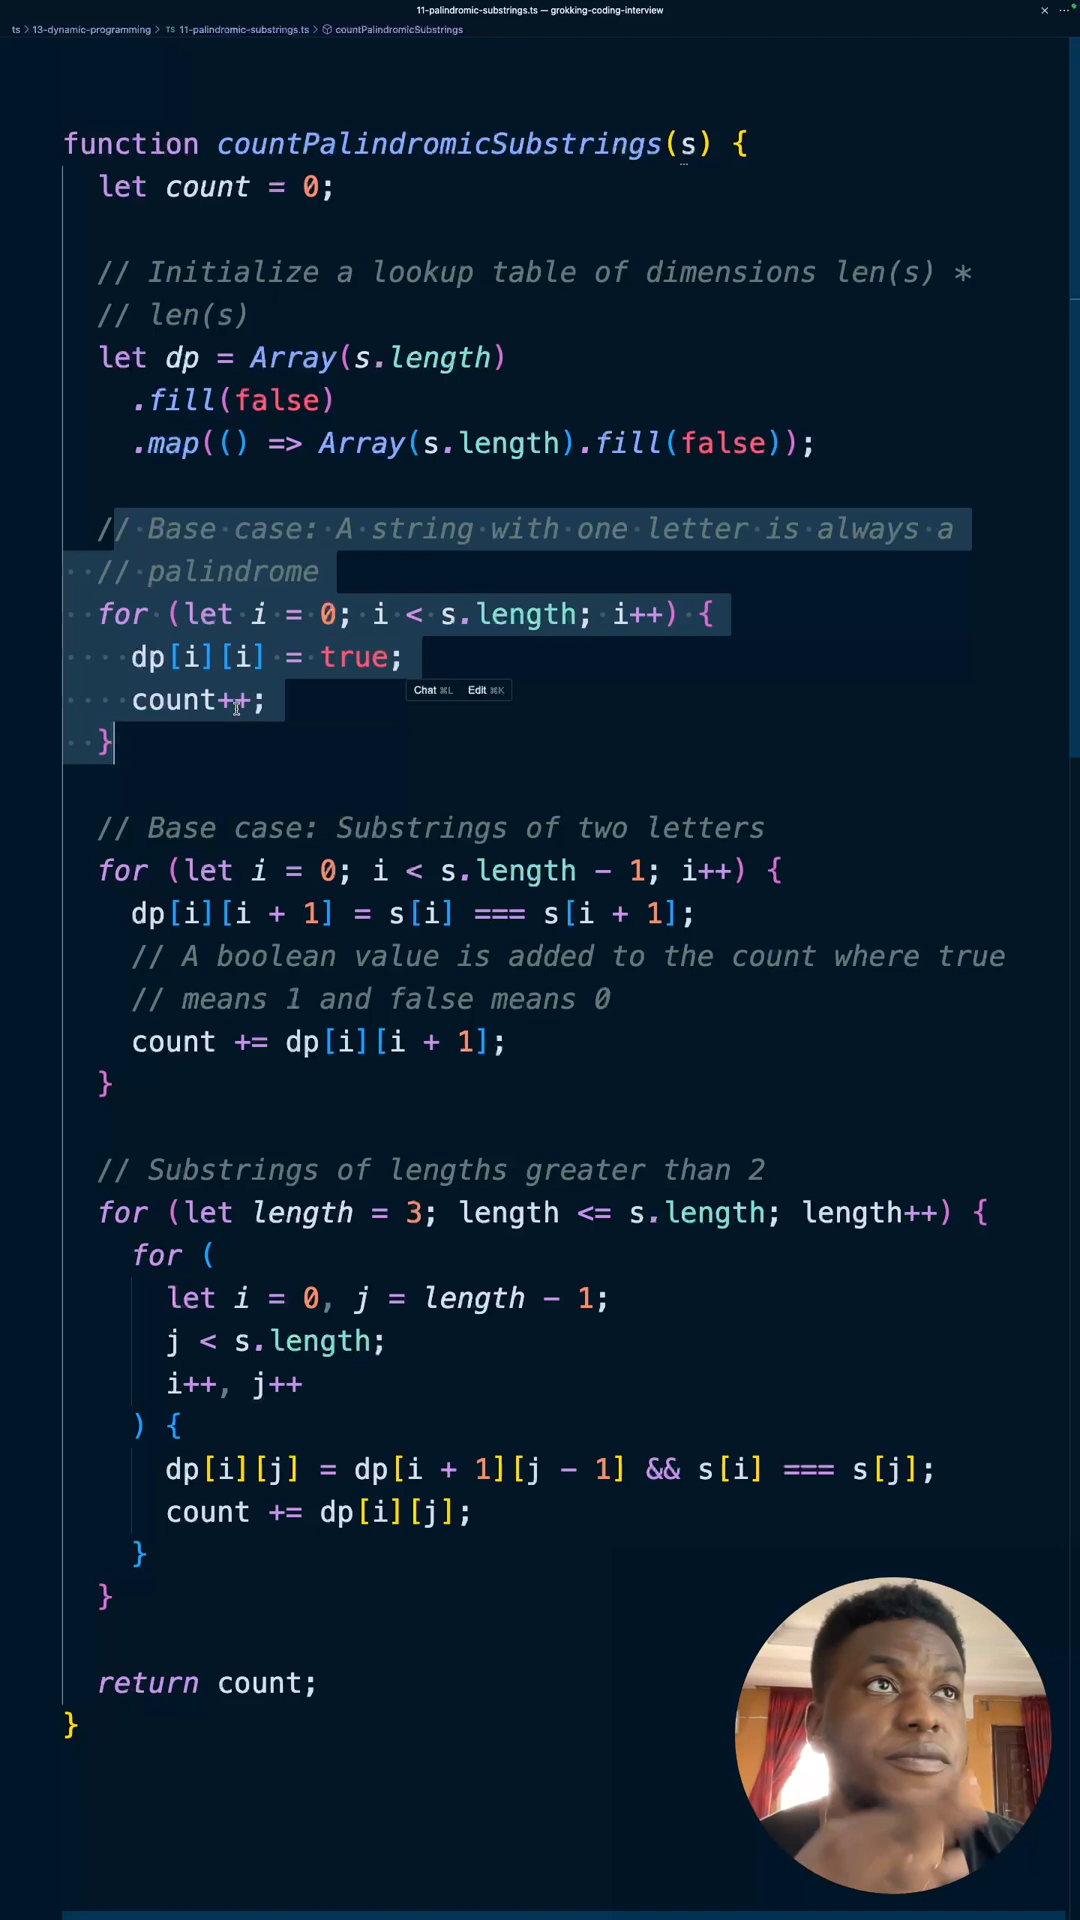 11-palindromic-substrings.ts — grokking-coding-interview
ts > 13-dynamic-programming > TS 11-palindromic-substrings.ts > countPalindromicSubstrings
function countPalindromicSubstrings(s) {
  let count = 0;
  // Initialize a lookup table of dimensions len(s) *
  // len(s)
  let dp = Array(s.length)
    .fill(false)
    .map(() => Array(s.length).fill(false));
  // Base case: A string with one letter is always a
  // palindrome
  for (let i = 0; i < s.length; i++) {
    dp[i][i] = true;
    count++;
Chat ⌘L Edit ⌘K
  }
  // Base case: Substrings of two letters
  for (let i = 0; i < s.length - 1; i++) {
    dp[i][i + 1] = s[i] === s[i + 1];
    // A boolean value is added to the count where true
    // means 1 and false means 0
    count += dp[i][i + 1];
  }
  // Substrings of lengths greater than 2
  for (let length = 3; length <= s.length; length++) {
    for (
      let i = 0, j = length - 1;
      j < s.length;
      i++, j++
    ) {
      dp[i][j] = dp[i + 1][j - 1] && s[i] === s[j];
      count += dp[i][j];
    }
  }
  return count;
}